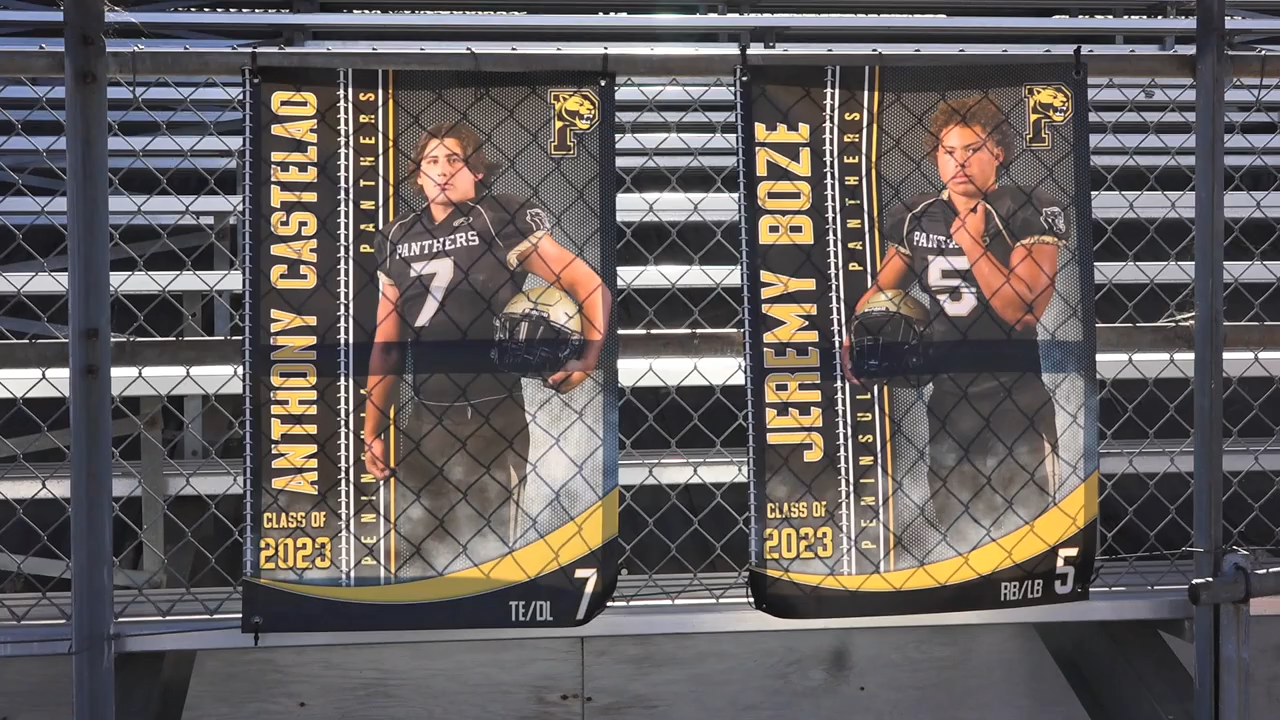 ANTHONY CASTELAO
PENINSULA PANTHERS
P
PANTHERS
7
CLASS OF
2023
TE/DL 7
JEREMY BOZE
PENINSULA PANTHERS
P
5
CLASS OF
2023
RB/LB 5